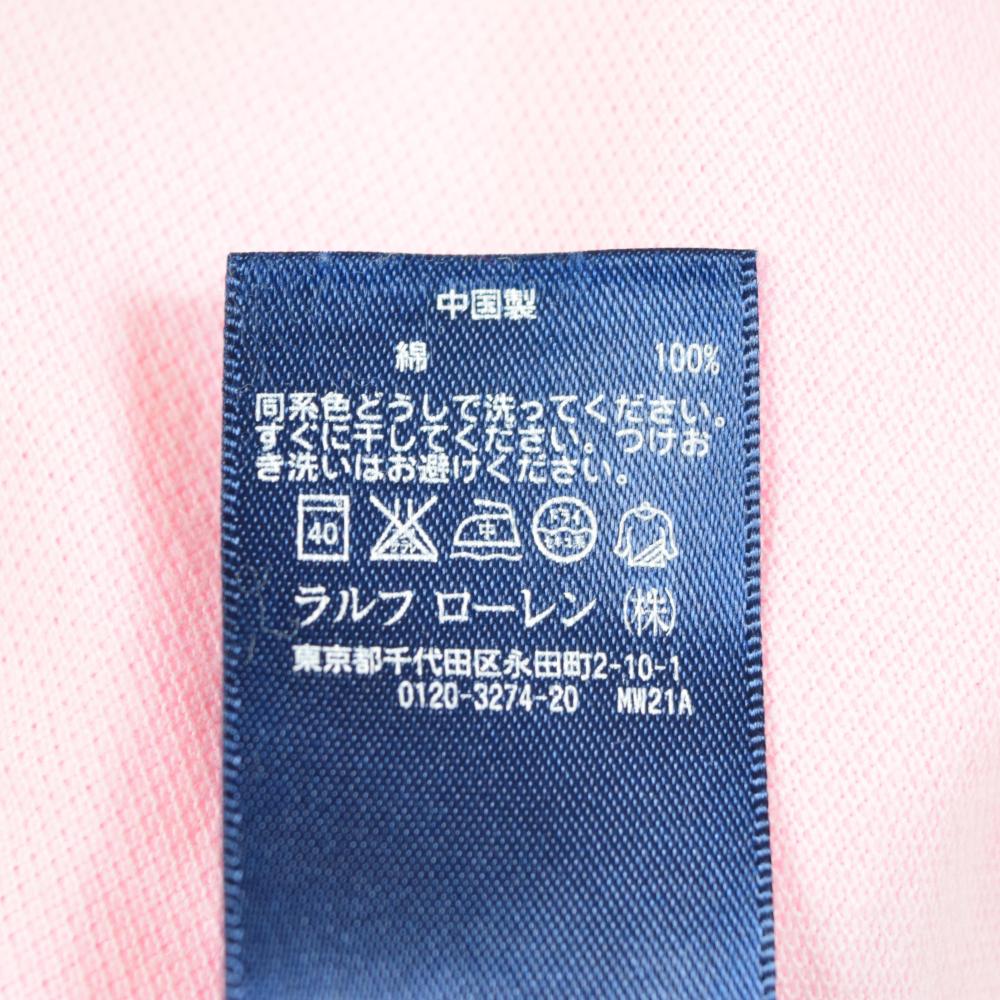 中国製
綿 100%
同系色どうしで洗ってください。
すぐに干してください。つけお
き洗いはお避けください。
40 中
ラルフ ローレン (株)
東京都千代田区永田町2-10-1
0120-3274-20 MW21A